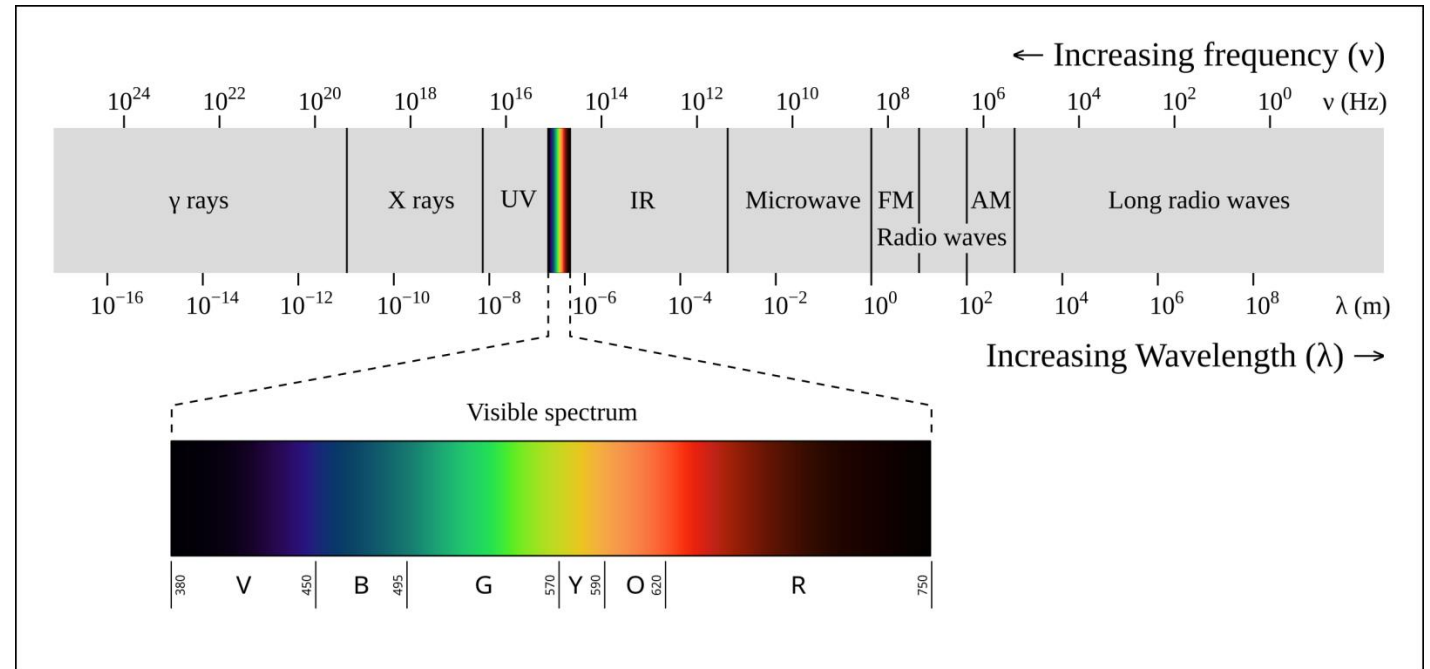 ← Increasing frequency (ν)
10²⁴ 10²² 10²⁰ 10¹⁸ 10¹⁶ 10¹⁴ 10¹² 10¹⁰ 10⁸ 10⁶ 10⁴ 10² 10⁰ ν (Hz)
γ rays X rays UV IR Microwave FM AM Long radio waves
Radio waves
10⁻¹⁶ 10⁻¹⁴ 10⁻¹² 10⁻¹⁰ 10⁻⁸ 10⁻⁶ 10⁻⁴ 10⁻² 10⁰ 10² 10⁴ 10⁶ 10⁸ λ (m)
Increasing Wavelength (λ) →
Visible spectrum
380 V 450 B 495 G 570 Y 590 O 620 R 750